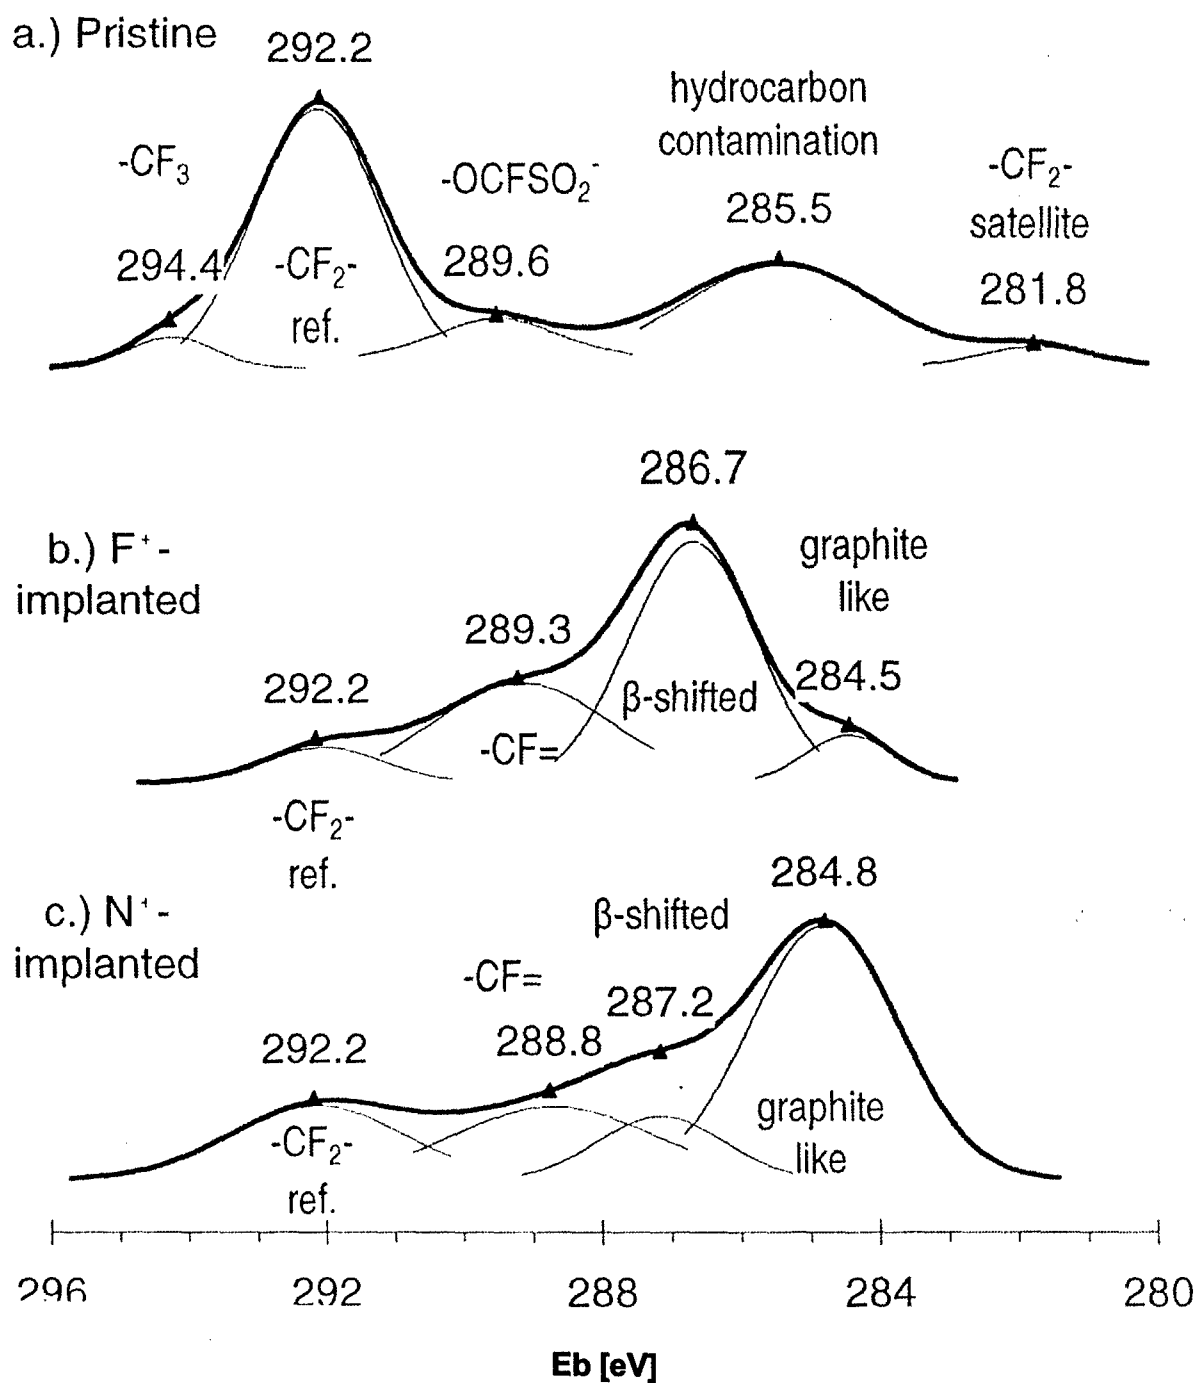 a.) Pristine
292.2
hydrocarbon
contamination
-CF3
-OCFSO2-
-CF2-
satellite
294.4
-CF2-
ref.
289.6
285.5
281.8
286.7
b.) F+-
implanted
graphite
like
289.3
292.2
β-shifted
284.5
-CF=
-CF2-
ref.
284.8
c.) N+-
implanted
β-shifted
-CF=
287.2
292.2
288.8
-CF2-
ref.
graphite
like
296 292 288 284 280
Eb [eV]